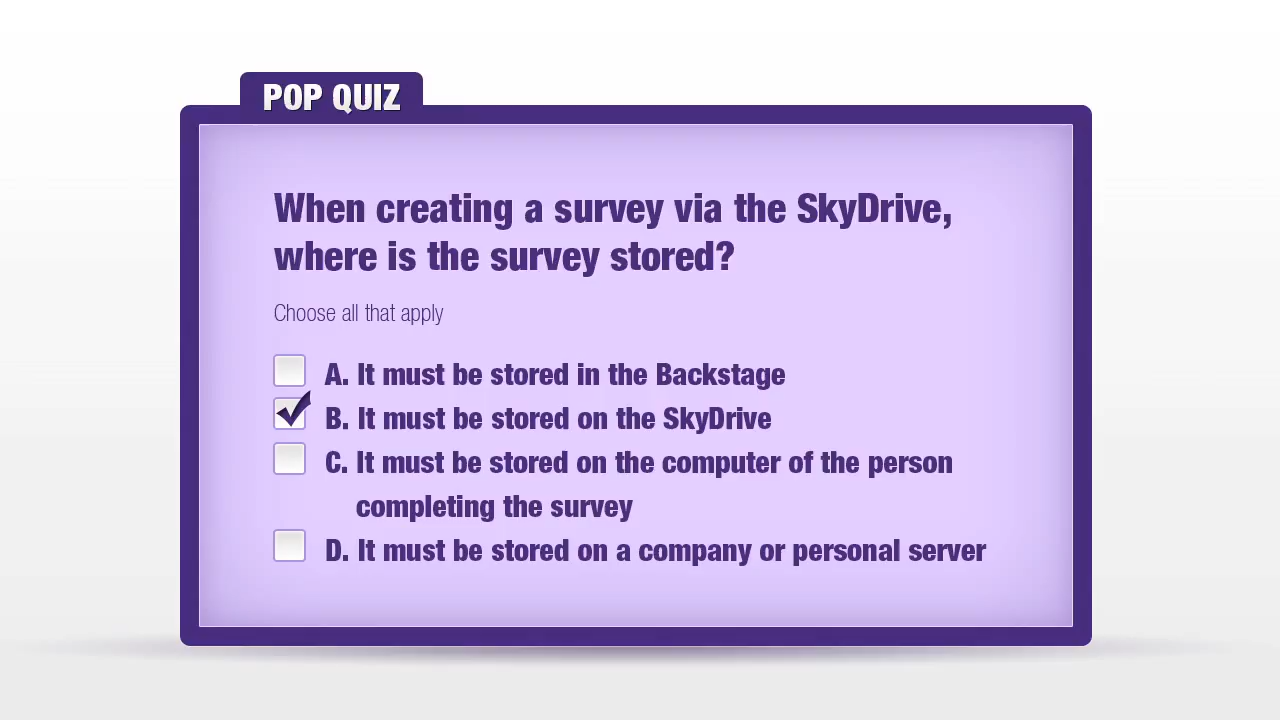 POP QUIZ
When creating a survey via the SkyDrive,
where is the survey stored?
Choose all that apply
A. It must be stored in the Backstage
B. It must be stored on the SkyDrive
C. It must be stored on the computer of the person
completing the survey
D. It must be stored on a company or personal server